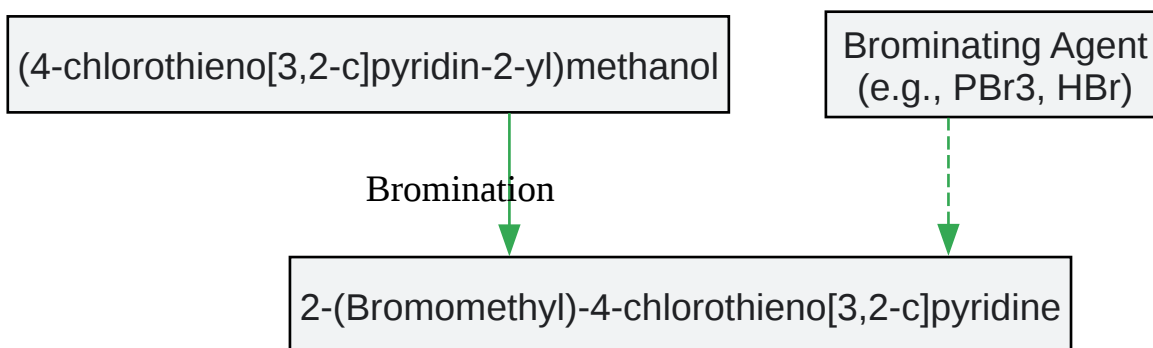 (4-chlorothieno[3,2-c]pyridin-2-yl)methanol
Brominating Agent
(e.g., PBr3, HBr)
Bromination
2-(Bromomethyl)-4-chlorothieno[3,2-c]pyridine